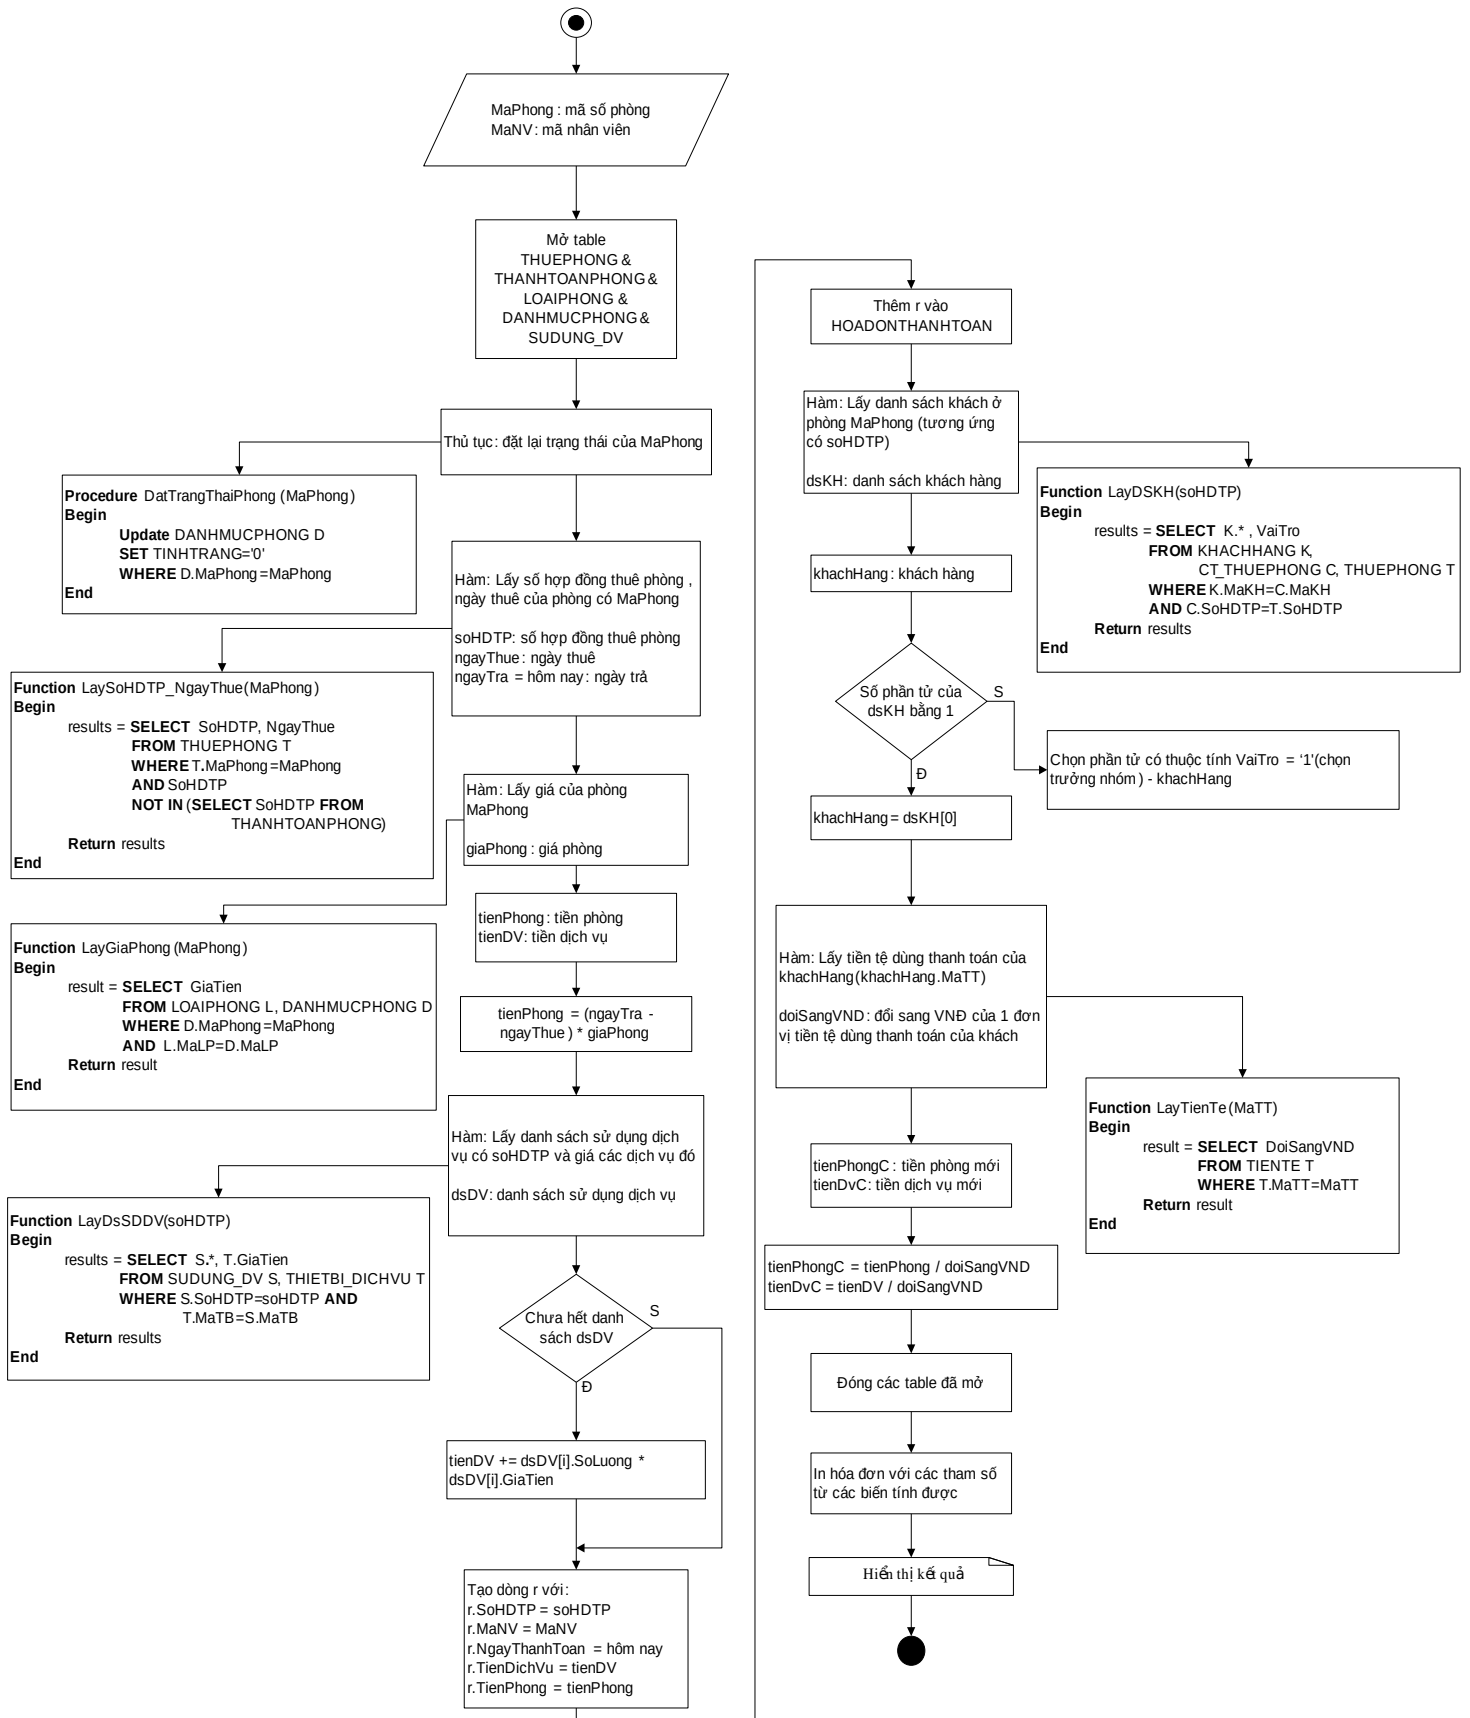 MaPhong : mã số phòng
MaNV : mã nhân viên
Mở table
THUEPHONG &
THANHTOANPHONG &
LOAIPHONG &
DANHMUCPHONG &
SUDUNG_DV
Thủ tục : đặt lại trạng thái của MaPhong
Procedure DatTrangThaiPhong (MaPhong)
Begin
Update DANHMUCPHONG D
SET TINHTRANG='0'
WHERE D.MaPhong=MaPhong
End
Hàm: Lấy số hợp đồng thuê phòng ,
ngày thuê của phòng có MaPhong
soHDTP: số hợp đồng thuê phòng
ngayThue : ngày thuê
ngayTra = hôm nay : ngày trả
Function LaySoHDTP_NgayThue(MaPhong)
Begin
results = SELECT SoHDTP, NgayThue
FROM THUEPHONG T
WHERE T.MaPhong=MaPhong
AND SoHDTP
NOT IN (SELECT SoHDTP FROM
THANHTOANPHONG)
Return results
End
Hàm: Lấy giá của phòng
MaPhong
giaPhong : giá phòng
Function LayGiaPhong (MaPhong)
Begin
result = SELECT GiaTien
FROM LOAIPHONG L, DANHMUCPHONG D
WHERE D.MaPhong=MaPhong
AND L.MaLP=D.MaLP
Return result
End
tienPhong : tiền phòng
tienDV: tiền dịch vụ
tienPhong = (ngayTra -
ngayThue ) * giaPhong
Hàm: Lấy danh sách sử dụng dịch
vụ có soHDTP và giá các dịch vụ đó
dsDV: danh sách sử dụng dịch vụ
Function LayDsSDDV(soHDTP)
Begin
results = SELECT S.*, T.GiaTien
FROM SUDUNG_DV S, THIETBI_DICHVU T
WHERE S.SoHDTP=soHDTP AND
T.MaTB=S.MaTB
Return results
End
Chưa hết danh
sách dsDV
S
Đ
tienDV += dsDV[i].SoLuong *
dsDV[i].GiaTien
Tạo dòng r với :
r.SoHDTP = soHDTP
r.MaNV = MaNV
r.NgayThanhToan = hôm nay
r.TienDichVu = tienDV
r.TienPhong = tienPhong
Thêm r vào
HOADONTHANHTOAN
Hàm: Lấy danh sách khách ở
phòng MaPhong (tương ứng
có soHDTP)
dsKH: danh sách khách hàng
Function LayDSKH(soHDTP)
Begin
results = SELECT K.* , VaiTro
FROM KHACHHANG K,
CT_THUEPHONG C, THUEPHONG T
WHERE K.MaKH=C.MaKH
AND C.SoHDTP=T.SoHDTP
Return results
End
khachHang : khách hàng
Số phần tử của
dsKH bằng 1
S
Đ
Chọn phần tử có thuộc tính VaiTro = ‘1’(chọn
trưởng nhóm ) - khachHang
khachHang = dsKH[0]
Hàm: Lấy tiền tệ dùng thanh toán của
khachHang(khachHang.MaTT)
doiSangVND : đổi sang VNĐ của 1 đơn
vị tiền tệ dùng thanh toán của khách
Function LayTienTe(MaTT)
Begin
result = SELECT DoiSangVND
FROM TIENTE T
WHERE T.MaTT=MaTT
Return result
End
tienPhongC : tiền phòng mới
tienDvC: tiền dịch vụ mới
tienPhongC = tienPhong / doiSangVND
tienDvC = tienDV / doiSangVND
Đóng các table đã mở
In hóa đơn với các tham số
từ các biến tính được
Hiển thị kết quả